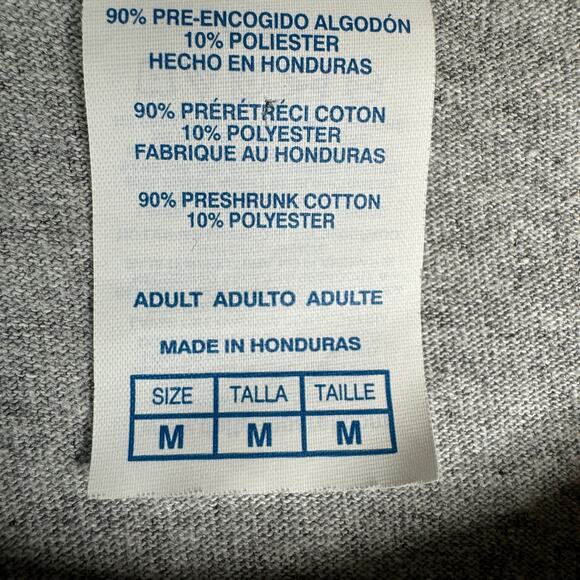 90% PRE-ENCOGIDO ALGODÓN
10% POLIESTER
HECHO EN HONDURAS
90% PRÉRÉTRÉCI COTON
10% POLYESTER
FABRIQUE AU HONDURAS
90% PRESHRUNK COTTON
10% POLYESTER
ADULT ADULTO ADULTE
MADE IN HONDURAS
SIZE TALLA TAILLE
M M M